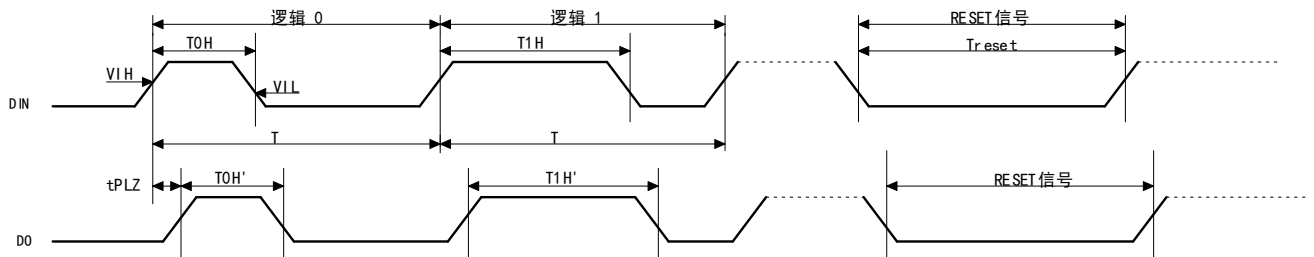 逻辑 0
逻辑 1
RESET信号
T0H
T1H
Treset
VIH
VIL
DIN
T
T
tPLZ
T0H'
T1H'
RESET信号
DO